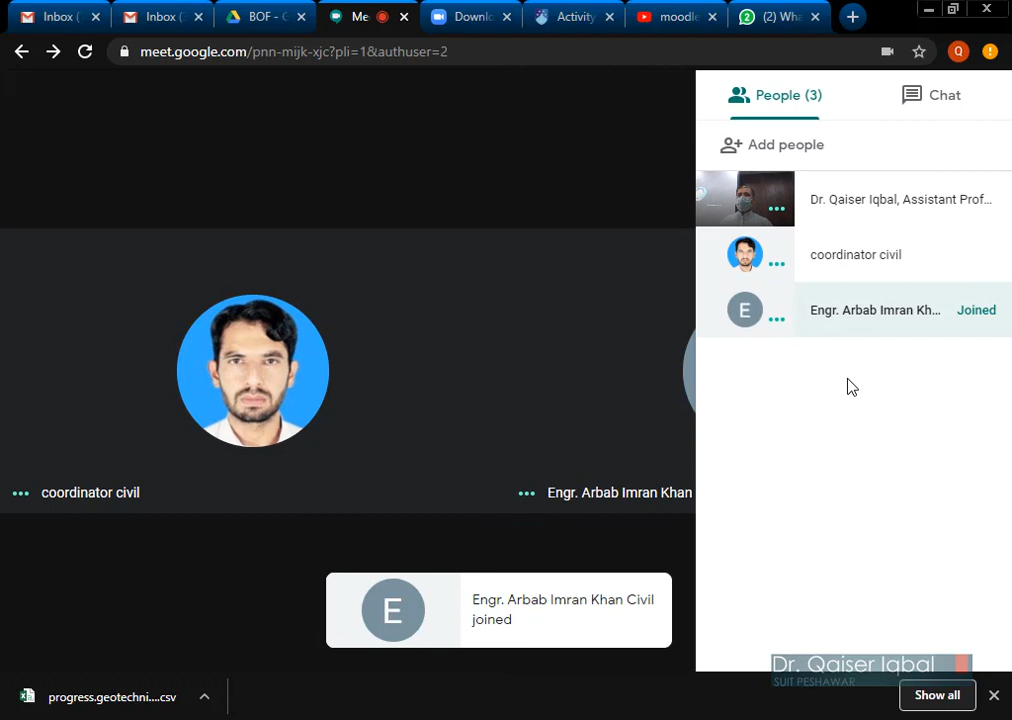 Inbox (
Inbox (
BOF - G
Me
Downl
Activity
moodle
(2) Wha
meet.google.com/pnn-mijk-xjc?pli=1&authuser=2
Q
People (3)
Chat
Add people
Dr. Qaiser Iqbal, Assistant Prof...
coordinator civil
E
Engr. Arbab Imran Kh...
Joined
coordinator civil
Engr. Arbab Imran Khan
E
Engr. Arbab Imran Khan Civil
joined
Dr. Qaiser Iqbal
SUIT PESHAWAR
progress.geotechni....csv
Show all